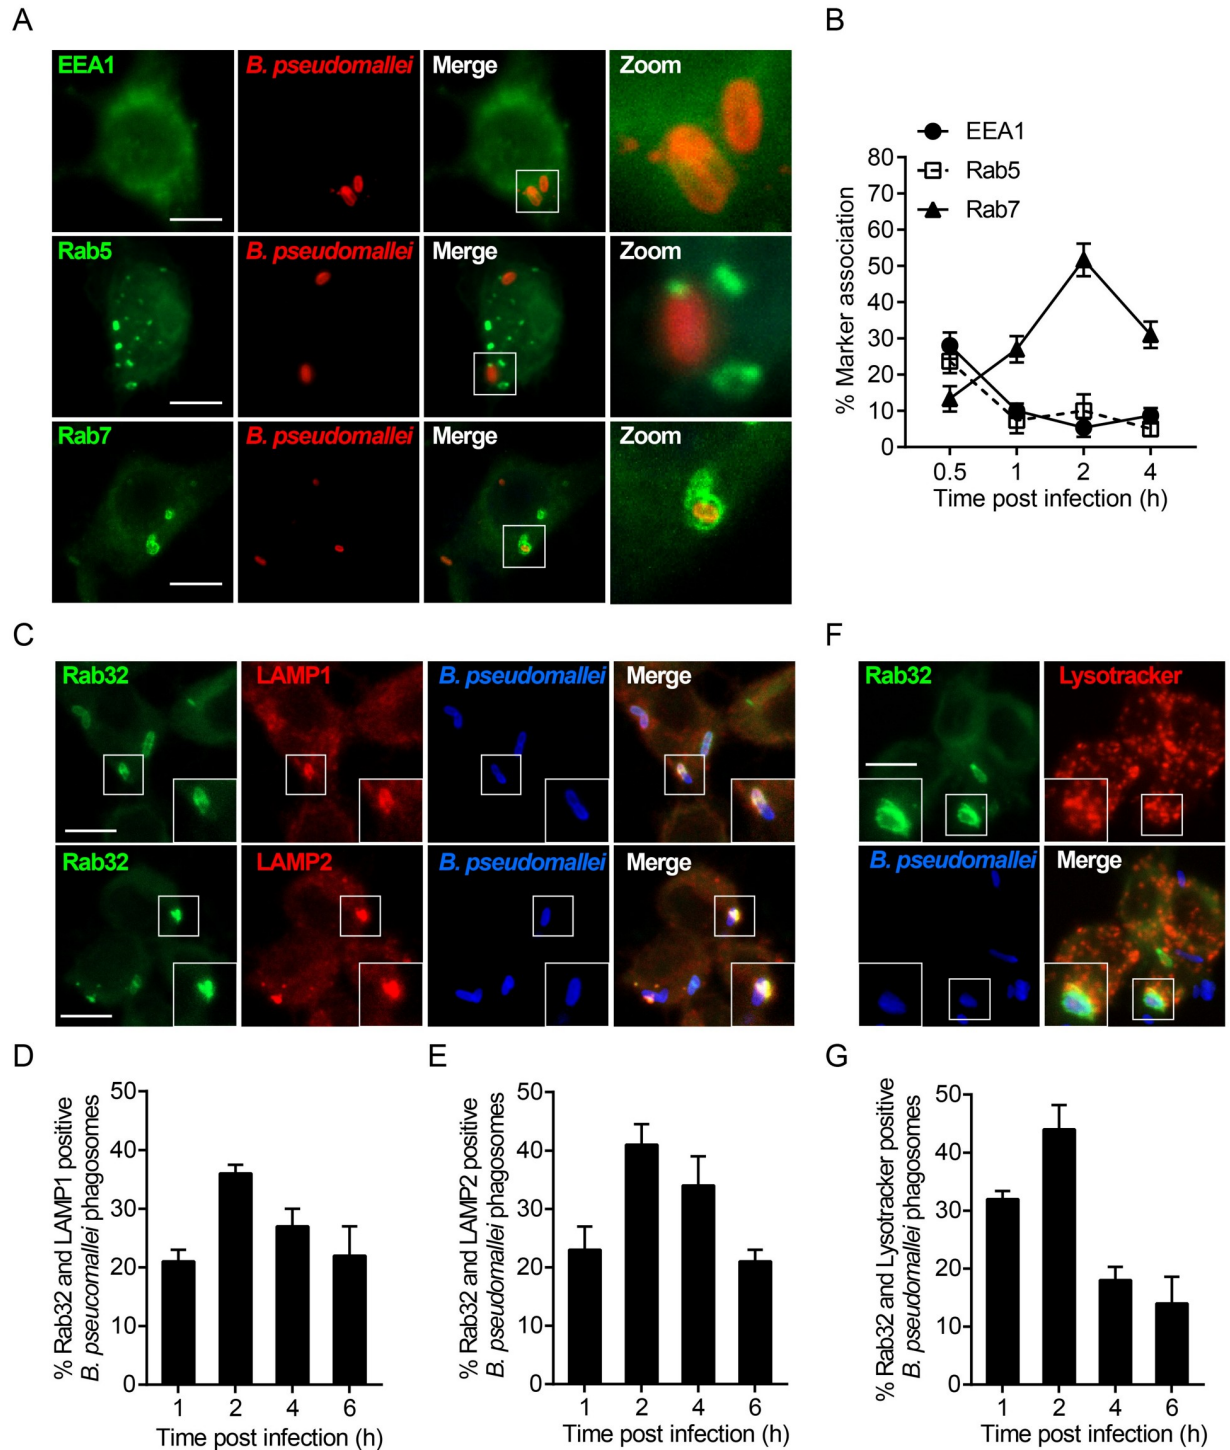 A
EEA1 B. pseudomallei Merge Zoom
Rab5 B. pseudomallei Merge Zoom
Rab7 B. pseudomallei Merge Zoom
B
EEA1
Rab5
Rab7
% Marker association
80
70
60
50
40
30
20
10
0
0.5 1 2 4
Time post infection (h)
C
Rab32 LAMP1 B. pseudomallei Merge
Rab32 LAMP2 B. pseudomallei Merge
F
Rab32 Lysotracker
B. pseudomallei Merge
D
% Rab32 and LAMP1 positive
B. pseucomallei phagosomes
50
40
30
20
10
0
1 2 4 6
Time post infection (h)
E
% Rab32 and LAMP2 positive
B. pseudomallei phagosomes
50
40
30
20
10
0
1 2 4 6
Time post infection (h)
G
% Rab32 and Lysotracker positive
B. pseudomallei phagosomes
50
40
30
20
10
0
1 2 4 6
Time post infection (h)